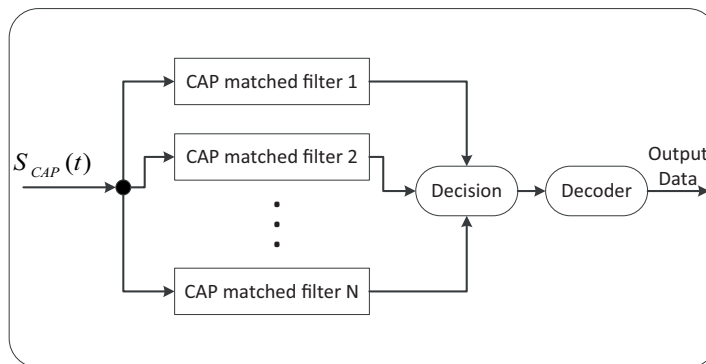 CAP matched filter 1
S_CAP(t)
CAP matched filter 2
Decision
Decoder
Output
Data
CAP matched filter N